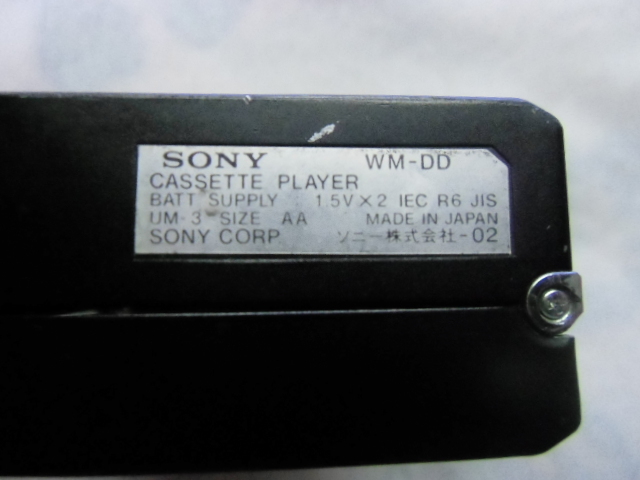 SONY WM-DD
CASSETTE PLAYER
BATT SUPPLY 1.5V×2 IEC R6 JIS
UM-3 SIZE AA MADE IN JAPAN
SONY CORP ソニー株式会社-02